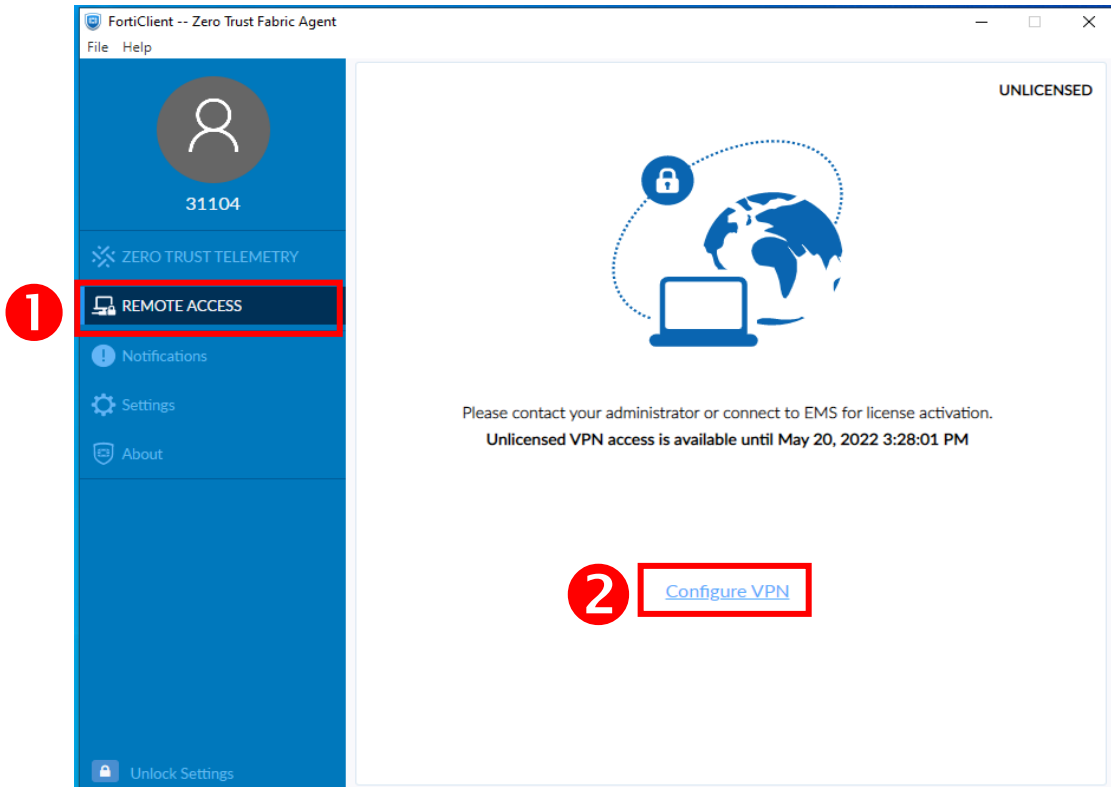 FortiClient -- Zero Trust Fabric Agent
File Help
UNLICENSED
31104
ZERO TRUST TELEMETRY
1
REMOTE ACCESS
Notifications
Settings
About
Please contact your administrator or connect to EMS for license activation.
Unlicensed VPN access is available until May 20, 2022 3:28:01 PM
2
Configure VPN
Unlock Settings